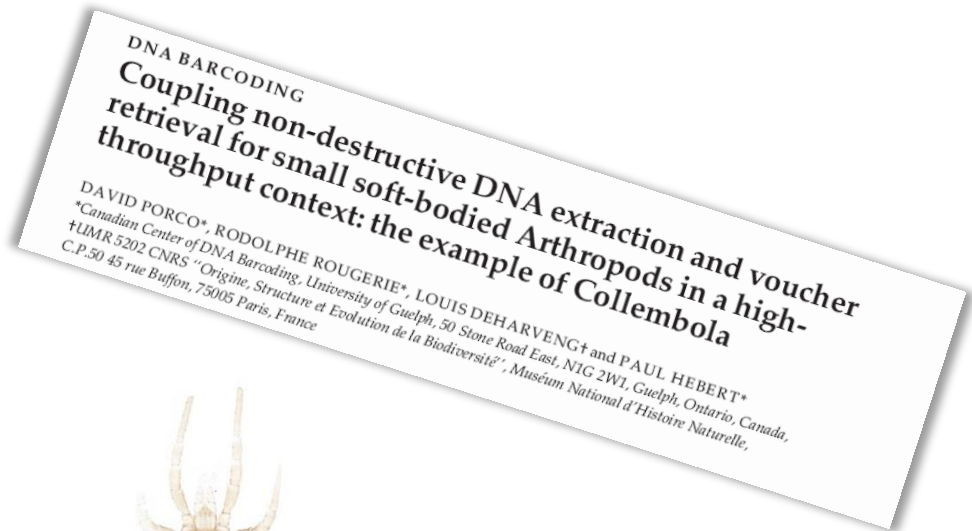 DNA BARCODING
Coupling non-destructive DNA extraction and voucher
retrieval for small soft-bodied Arthropods in a high-
throughput context: the example of Collembola
DAVID PORCO*, RODOLPHE ROUGERIE*, LOUIS DEHARVENG† and PAUL HEBERT*
*Canadian Center of DNA Barcoding, University of Guelph, 50 Stone Road East, N1G 2W1, Guelph, Ontario, Canada,
†UMR 5202 CNRS ‘‘Origine, Structure et Evolution de la Biodiversité’’, Muséum National d’Histoire Naturelle,
C.P.50 45 rue Buffon, 75005 Paris, France